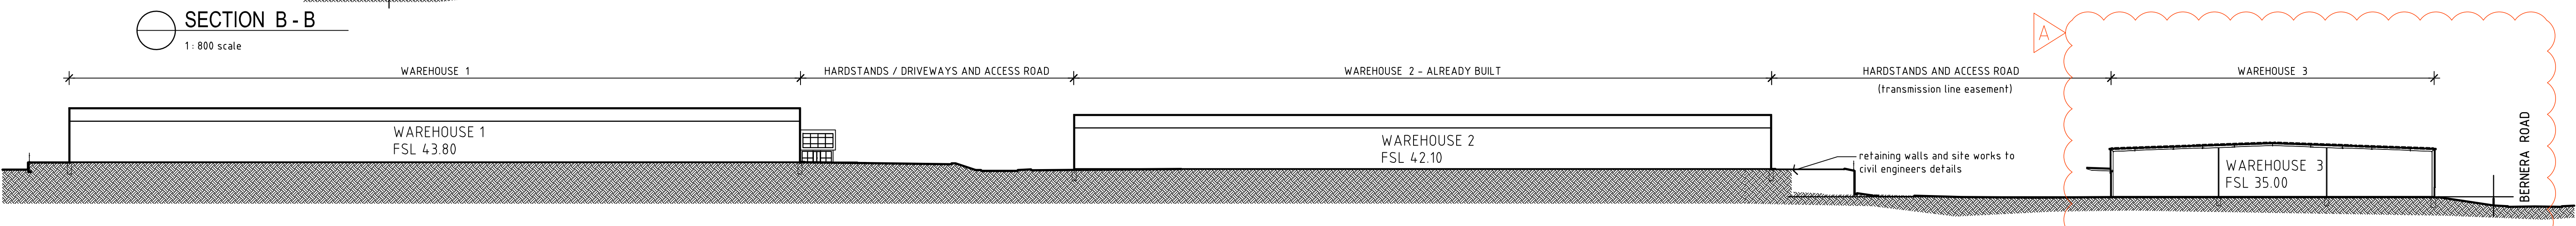 SECTION B - B
1 : 800 scale
A
WAREHOUSE 1
HARDSTANDS / DRIVEWAYS AND ACCESS ROAD
WAREHOUSE 2 - ALREADY BUILT
HARDSTANDS AND ACCESS ROAD
(transmission line easement)
WAREHOUSE 3
WAREHOUSE 1
FSL 43.80
WAREHOUSE 2
FSL 42.10
retaining walls and site works to
civil engineers details
WAREHOUSE 3
FSL 35.00
BERNERA ROAD